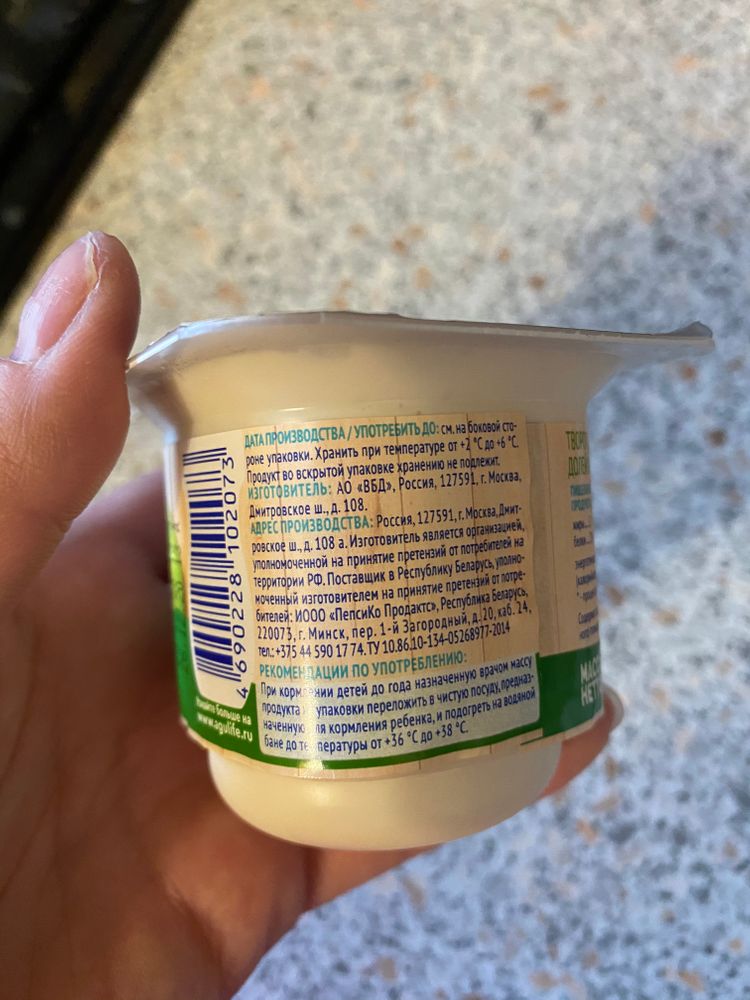 ДАТА ПРОИЗВОДСТВА / УПОТРЕБИТЬ ДО: см. на боковой сто-
роне упаковки. Хранить при температуре от +2 °С до +6 °С.
Продукт во вскрытой упаковке хранению не подлежит.
ИЗГОТОВИТЕЛЬ: АО «ВБД», Россия, 127591, г. Москва,
Дмитровское ш., д. 108.
АДРЕС ПРОИЗВОДСТВА: Россия, 127591, г. Москва, Дмит-
ровское ш., д. 108 а. Изготовитель является организацией,
уполномоченной на принятие претензий от потребителей на
территории РФ. Поставщик в Республику Беларусь, уполно-
моченный изготовителем на принятие претензий от потре-
бителей: ИООО «ПепсиКо Продактс», Республика Беларусь,
220073, г. Минск, пер. 1-й Загородный, д. 20, каб. 24,
тел.: +375 44 590 17 74. ТУ 10.86.10-134-05268977-2014
РЕКОМЕНДАЦИИ ПО УПОТРЕБЛЕНИЮ:
При кормлении детей до года назначенную врачом массу
продукта упаковки переложить в чистую посуду, предназ-
наченную для кормления ребенка, и подогреть на водяной
бане до температуры от +36 °С до +38 °С.
4 690228 102073
Узнайте больше на
www.agulife.ru